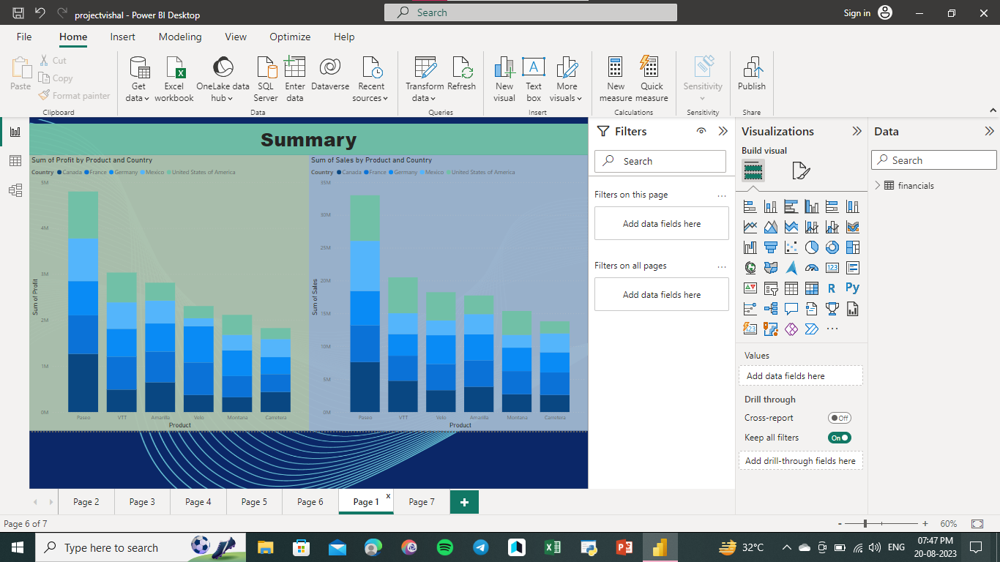 projectvishal - Power BI Desktop
Search
Sign in
File Home Insert Modeling View Optimize Help
Paste
Cut
Copy
Format painter
Clipboard
Get data
Excel workbook
OneLake data hub
SQL Server
Enter data
Dataverse
Recent sources
Data
Transform data
Refresh
Queries
New visual
Text box
More visuals
Insert
New measure
Quick measure
Calculations
Sensitivity
Sensitivity
Publish
Share
Summary
Sum of Profit by Product and Country
Country Canada France Germany Mexico United States of America
5M
4M
3M
2M
1M
0M
Sum of Profit
Paseo VTT Amarilla Velo Montana Carretera
Product
Sum of Sales by Product and Country
Country Canada France Germany Mexico United States of America
35M
30M
25M
20M
15M
10M
5M
0M
Sum of Sales
Paseo VTT Velo Amarilla Montana Carretera
Product
Filters
Search
Filters on this page ...
Add data fields here
Filters on all pages ...
Add data fields here
Visualizations
Build visual
123
R
Py
123
...
Values
Add data fields here
Drill through
Cross-report Off
Keep all filters On
Add drill-through fields here
Data
Search
financials
Page 2 Page 3 Page 4 Page 5 Page 6 Page 1 x Page 7 +
Page 6 of 7
- + 60%
Type here to search
32°C
ENG
07:47 PM
20-08-2023